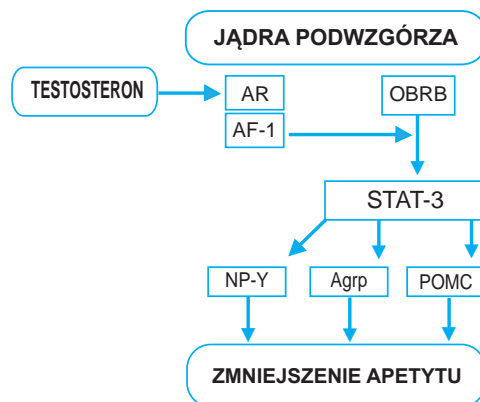 JĄDRA PODWZGÓRZA
TESTOSTERON
AR
OBRB
AF-1
STAT-3
NP-Y
Agrp
POMC
ZMNIEJSZENIE APETYTU